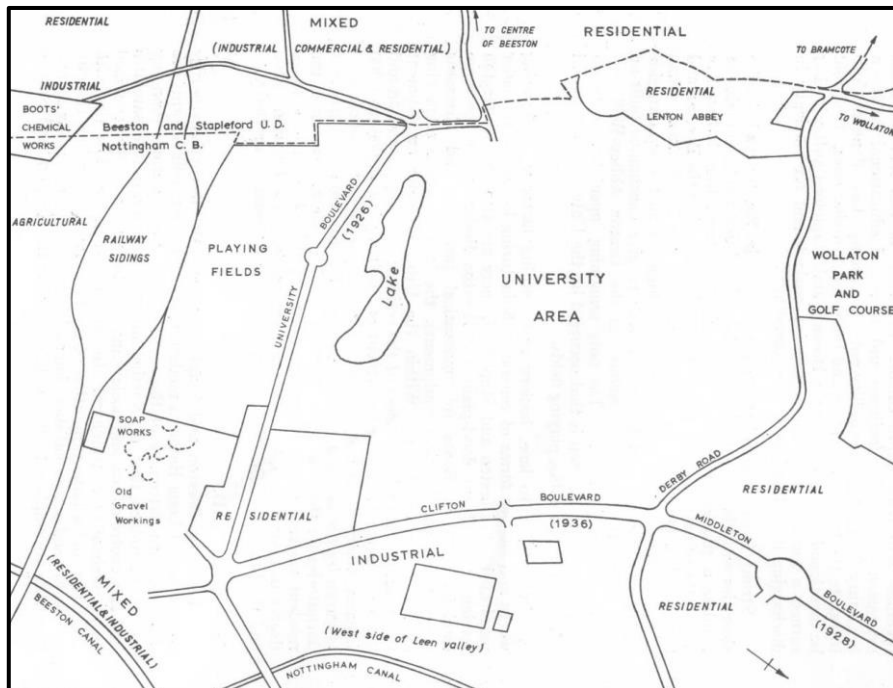 RESIDENTIAL
MIXED
(INDUSTRIAL COMMERCIAL & RESIDENTIAL)
TO CENTRE
OF BEESTON
RESIDENTIAL
TO BRAMCOTE
INDUSTRIAL
BOOTS'
CHEMICAL
WORKS
Beeston and Stapleford U. D.
Nottingham C. B.
RESIDENTIAL
LENTON ABBEY
TO WOLLATON
AGRICULTURAL
RAILWAY
SIDINGS
PLAYING
FIELDS
UNIVERSITY
BOULEVARD
(1926)
Lake
UNIVERSITY
AREA
WOLLATON
PARK
AND
GOLF COURSE
SOAP
WORKS
Old
Gravel
Workings
RESIDENTIAL
CLIFTON
BOULEVARD
(1936)
DERBY ROAD
RESIDENTIAL
MIDDLETON
BOULEVARD
(1928)
INDUSTRIAL
MIXED
(RESIDENTIAL & INDUSTRIAL)
BEESTON CANAL
(West side of Leen valley)
NOTTINGHAM CANAL
RESIDENTIAL